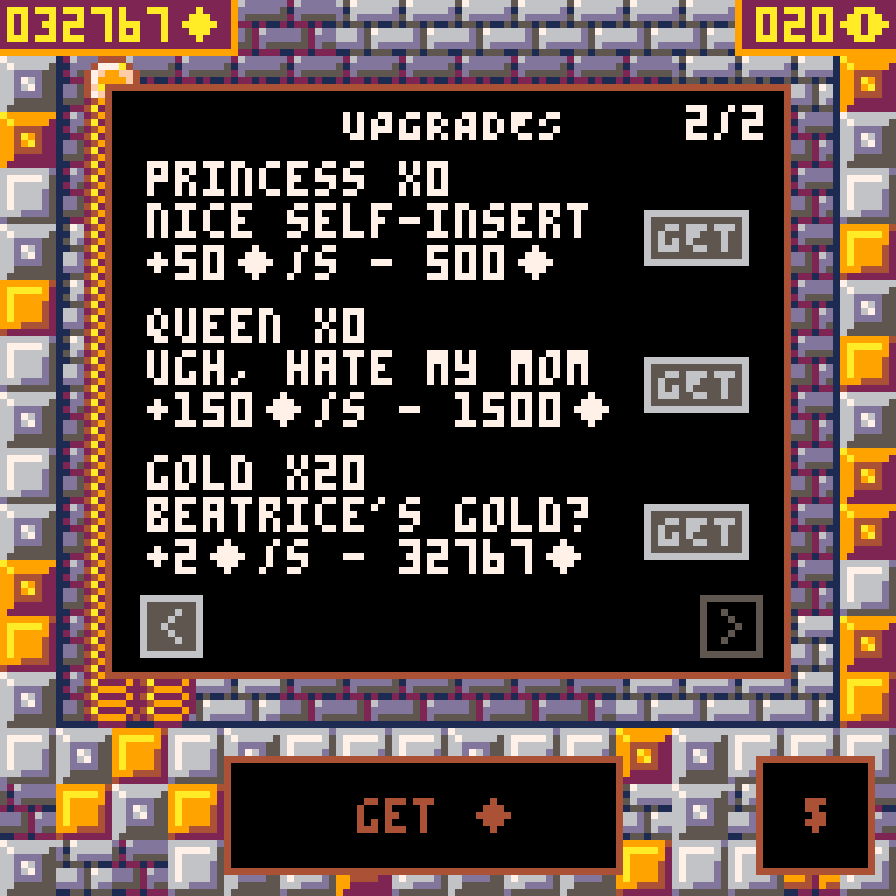 032767
020
UPGRADES 2/2
PRINCESS X0
NICE SELF-INSERT
+50 /S - 500
GET
QUEEN X0
UGH, HATE MY MOM
+150 /S - 1500
GET
GOLD X20
BEATRICE'S GOLD?
+2 /S - 32767
GET
< >
GET